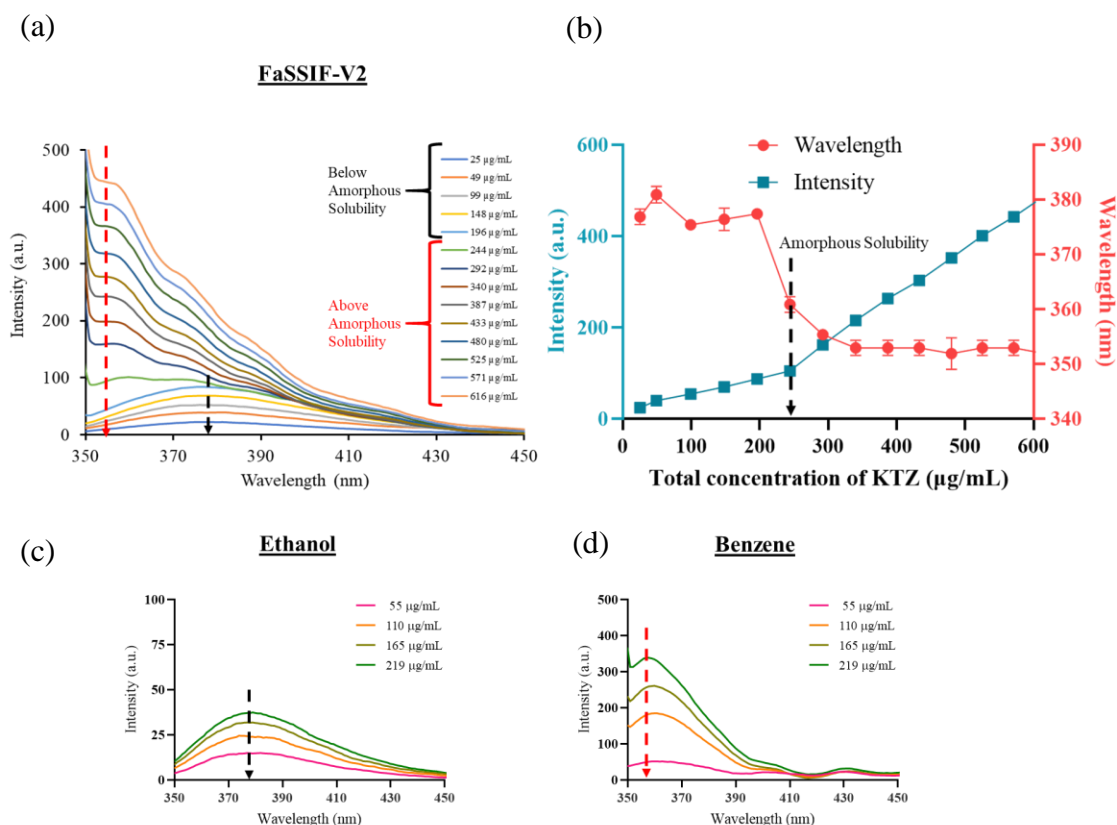 (a)
FaSSIF-V2
Intensity (a.u.)
500
400
300
200
100
0
350
370
390
410
430
450
Wavelength (nm)
Below
Amorphous
Solubility
Above
Amorphous
Solubility
25 µg/mL
49 µg/mL
99 µg/mL
148 µg/mL
196 µg/mL
244 µg/mL
292 µg/mL
340 µg/mL
387 µg/mL
433 µg/mL
480 µg/mL
525 µg/mL
571 µg/mL
616 µg/mL
(b)
Intensity (a.u.)
600
400
200
0
Wavelength
Intensity
Amorphous Solubility
390
380
370
360
350
340
Wavelength (nm)
0
100
200
300
400
500
600
Total concentration of KTZ (µg/mL)
(c)
Ethanol
Intensity (a.u.)
100
75
50
25
0
350
370
390
410
430
450
Wavelength (nm)
55 µg/mL
110 µg/mL
165 µg/mL
219 µg/mL
(d)
Benzene
Intensity (a.u.)
500
400
300
200
100
0
350
370
390
410
430
450
Wavelength (nm)
55 µg/mL
110 µg/mL
165 µg/mL
219 µg/mL